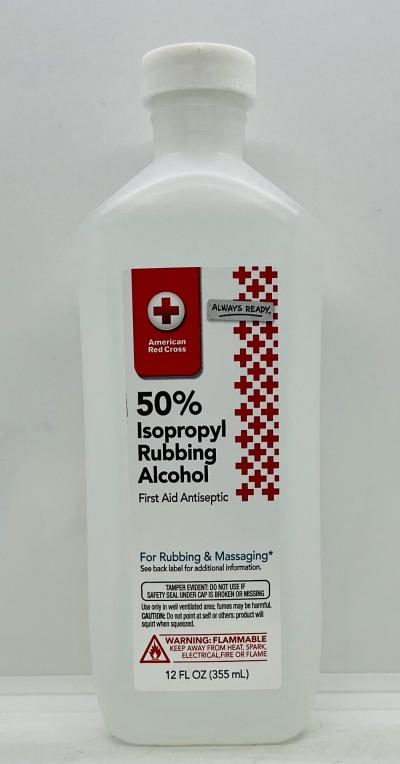 American
Red Cross
ALWAYS READY.
50%
Isopropyl
Rubbing
Alcohol
First Aid Antiseptic
For Rubbing & Massaging*
See back label for additional information.
TAMPER EVIDENT: DO NOT USE IF
SAFETY SEAL UNDER CAP IS BROKEN OR MISSING
Use only in well ventilated area; fumes may be harmful.
CAUTION: Do not point at self or others: product will
squirt when squeezed.
WARNING: FLAMMABLE
KEEP AWAY FROM HEAT, SPARK,
ELECTRICAL,FIRE OR FLAME
12 FL OZ (355 mL)